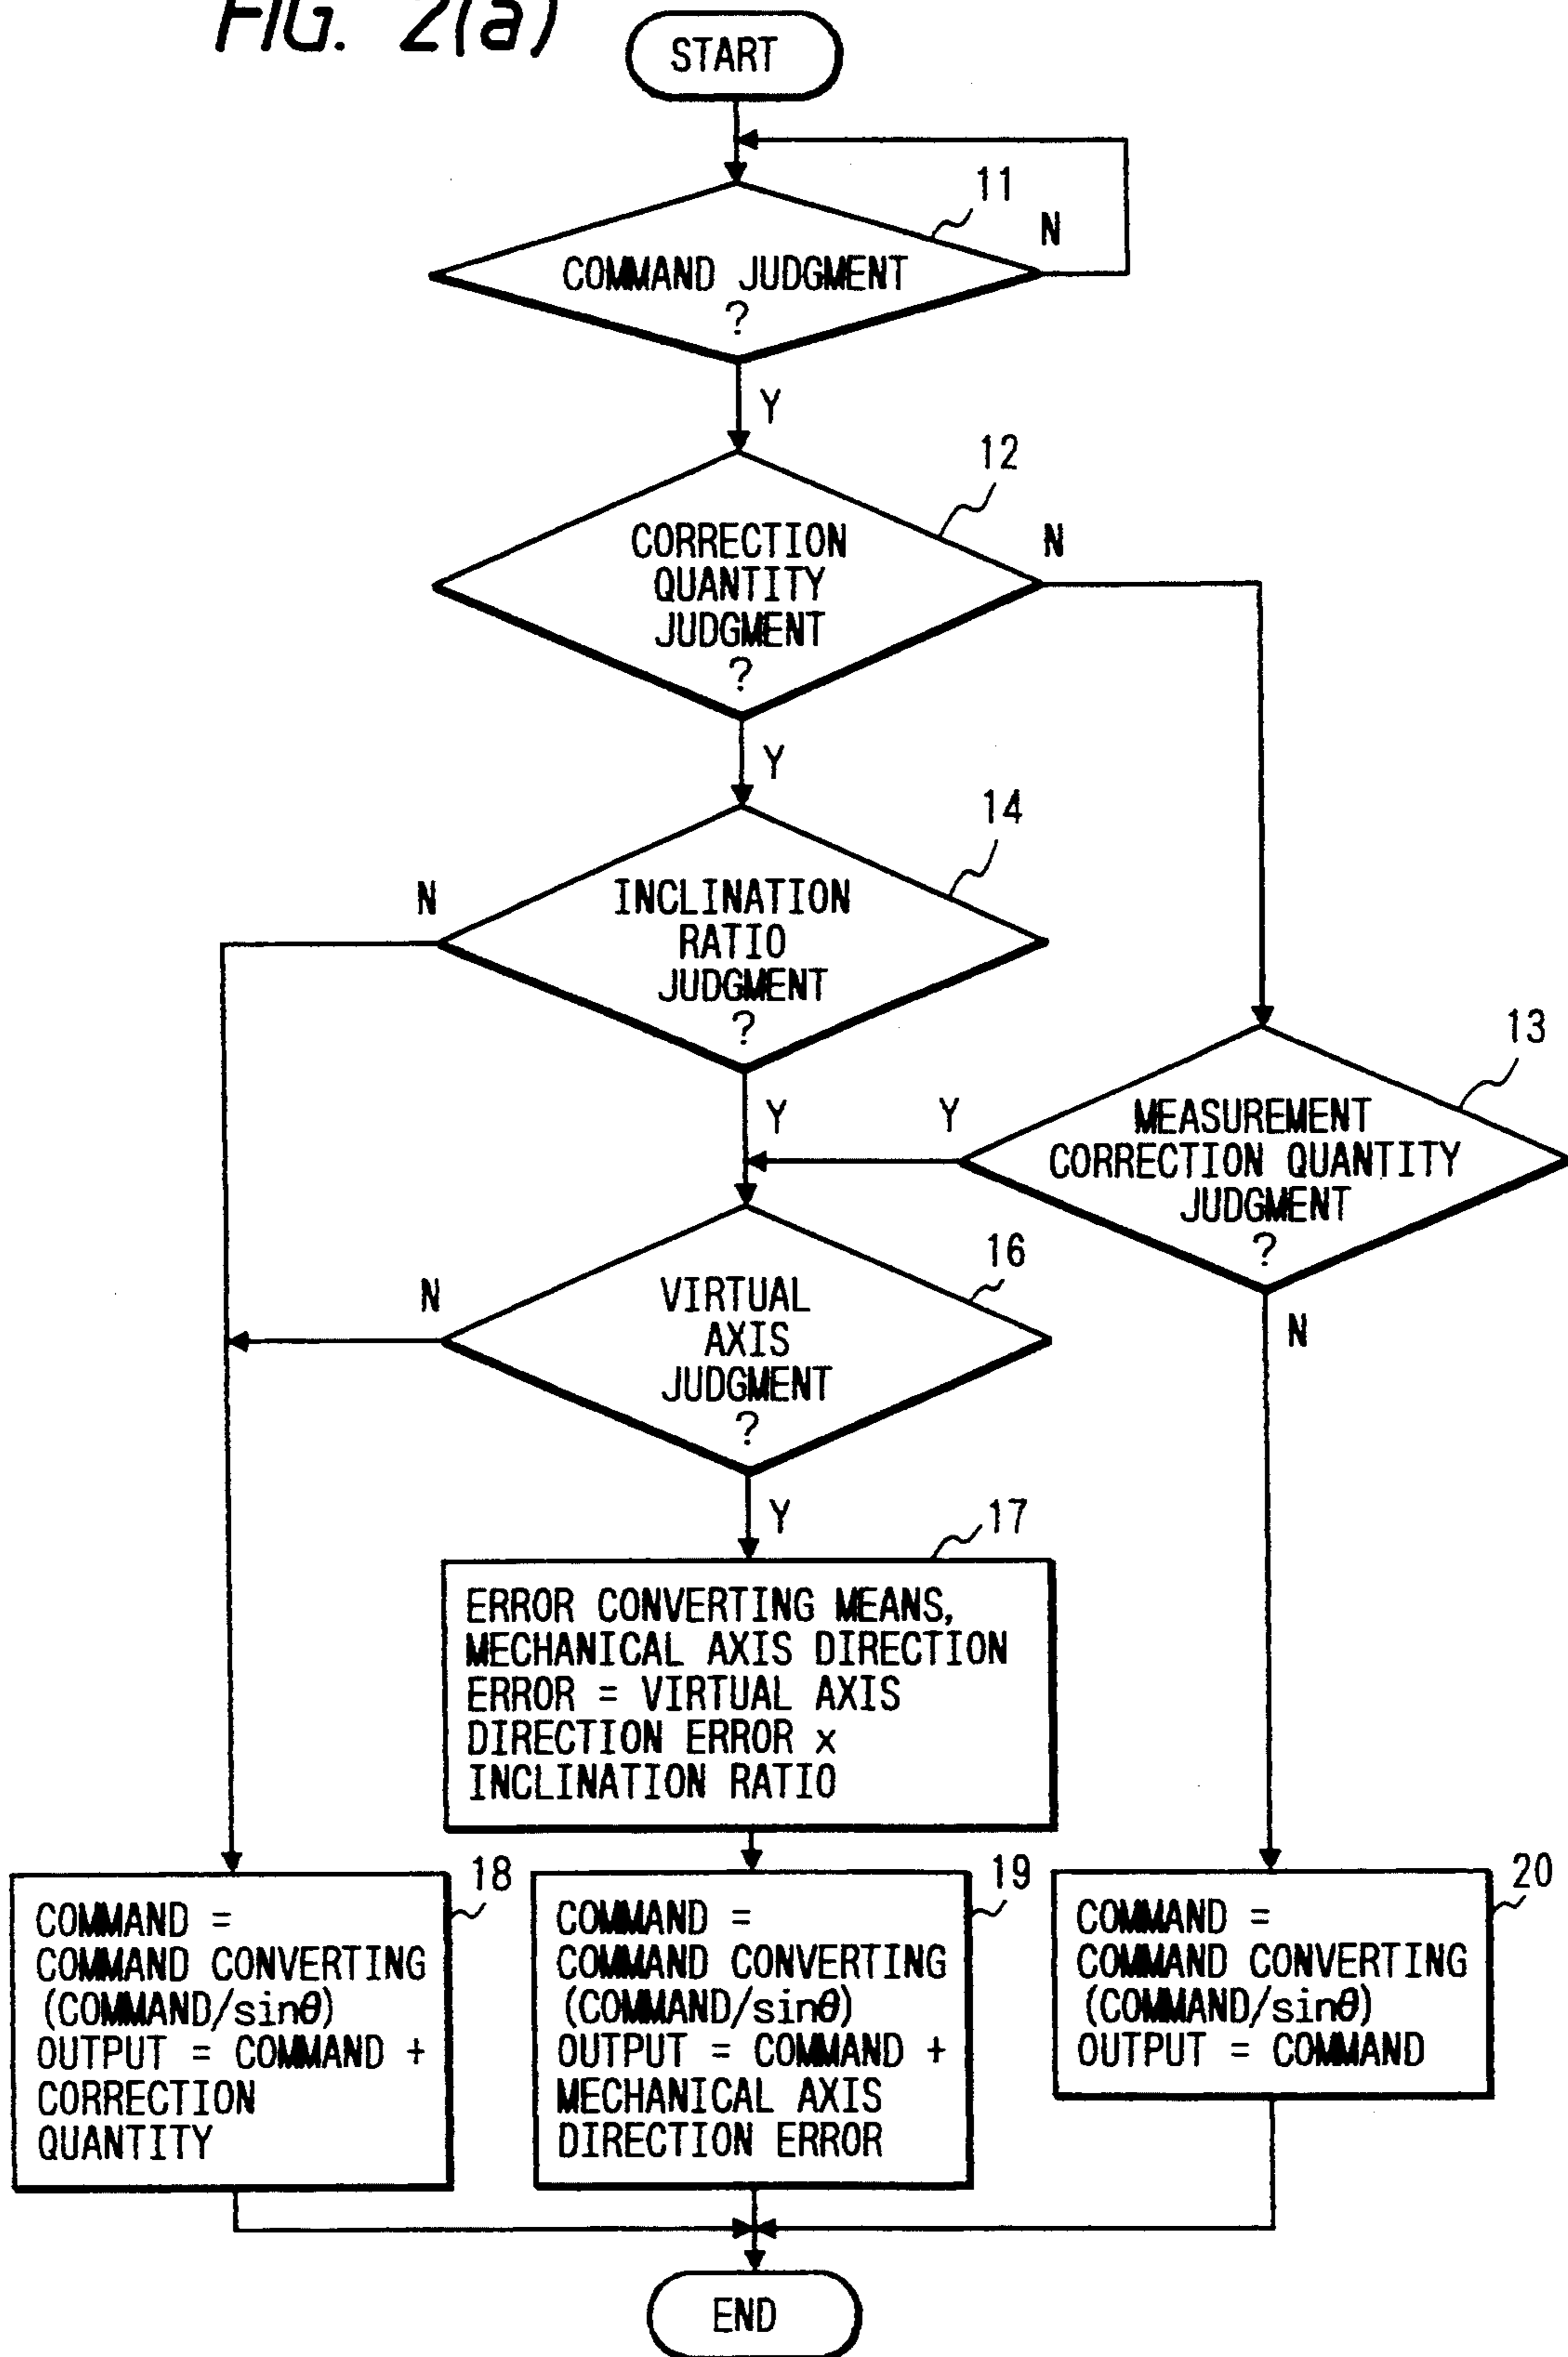 FIG. 2(a)
START
11
N
COMMAND JUDGMENT
?
Y
12
CORRECTION
QUANTITY
JUDGMENT
?
N
Y
14
N
INCLINATION
RATIO
JUDGMENT
?
13
Y
Y
MEASUREMENT
CORRECTION QUANTITY
JUDGMENT
?
16
N
VIRTUAL
AXIS
JUDGMENT
?
N
Y
17
ERROR CONVERTING MEANS,
MECHANICAL AXIS DIRECTION
ERROR = VIRTUAL AXIS
DIRECTION ERROR x
INCLINATION RATIO
18
COMMAND =
COMMAND CONVERTING
(COMMAND/sinθ)
OUTPUT = COMMAND +
CORRECTION
QUANTITY
19
COMMAND =
COMMAND CONVERTING
(COMMAND/sinθ)
OUTPUT = COMMAND +
MECHANICAL AXIS
DIRECTION ERROR
20
COMMAND =
COMMAND CONVERTING
(COMMAND/sinθ)
OUTPUT = COMMAND
END